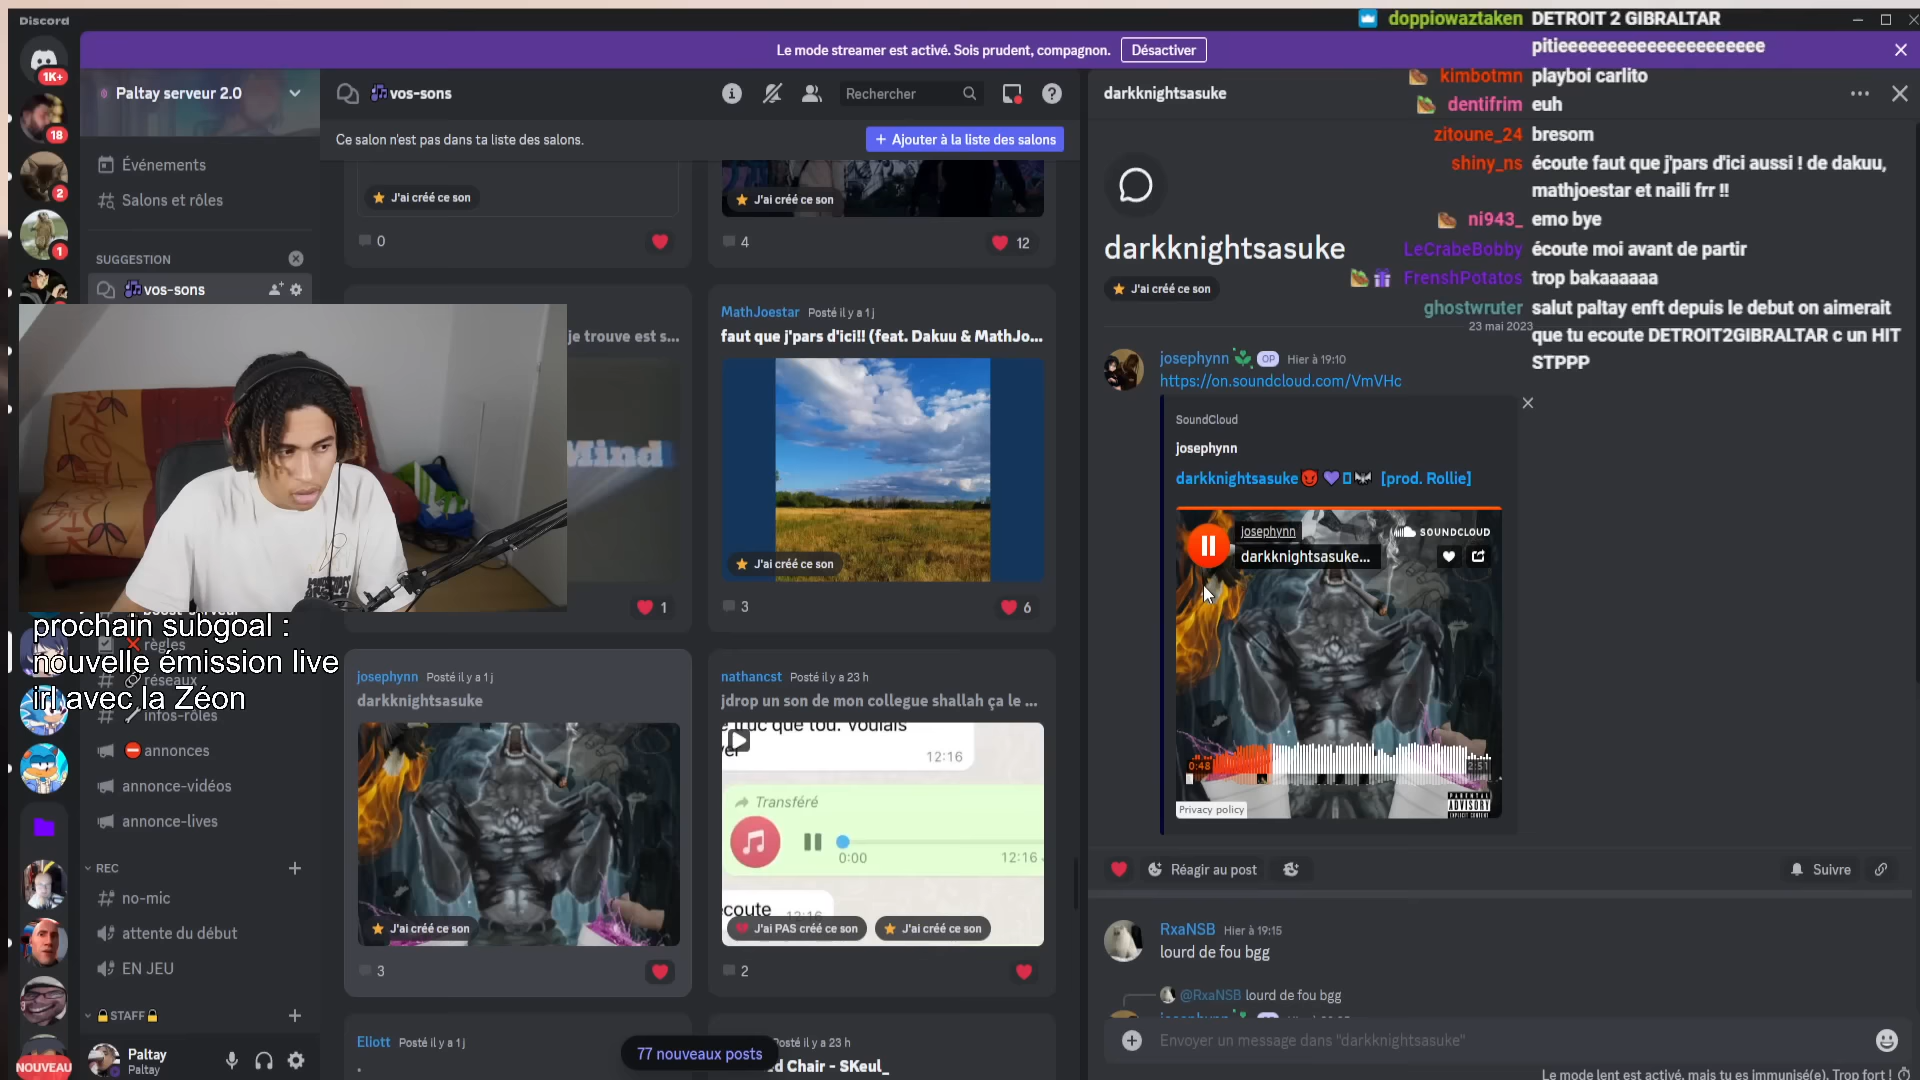 Discord
Le mode streamer est activé. Sois prudent, compagnon.
Désactiver
doppiowaztaken DETROIT 2 GIBRALTAR
pitieeeeeeeeeeeeeeeeeeee
kimbotmn playboi carlito
dentifrim euh
zitoune_24 bresom
shiny_ns écoute faut que j'pars d'ici aussi ! de dakuu,
mathjoestar et naili frr !!
ni943_ emo bye
LeCrabeBobby écoute moi avant de partir
FrenshPotatos trop bakaaaaaa
ghostwruter salut paltay enft depuis le debut on aimerait
que tu ecoute DETROIT2GIBRALTAR c un HIT
STPPP
1K+
18
2
1
NOUVEAU
Paltay serveur 2.0
Événements
Salons et rôles
SUGGESTION
vos-sons
prochain subgoal :
nouvelle émission live
irl avec la Zéon
règles
réseaux
infos-rôles
annonces
annonce-vidéos
annonce-lives
REC
no-mic
attente du début
EN JEU
STAFF
Paltay
Paltay
vos-sons
Rechercher
Ce salon n'est pas dans ta liste des salons.
+ Ajouter à la liste des salons
J'ai créé ce son
0
J'ai créé ce son
4
12
je trouve est s...
Mind
1
MathJoestar Posté il y a 1 j
faut que j'pars d'ici!! (feat. Dakuu & MathJo...
J'ai créé ce son
3
6
josephynn Posté il y a 1 j
darkknightsasuke
J'ai créé ce son
3
nathancst Posté il y a 23 h
jdrop un son de mon collegue shallah ça le ...
12:16
Transféré
0:00
12:16
J'ai PAS créé ce son
J'ai créé ce son
2
Eliott Posté il y a 1 j
.
Posté il y a 23 h
d Chair - SKeul_
77 nouveaux posts
darkknightsasuke
darkknightsasuke
J'ai créé ce son
23 mai 2023
josephynn OP Hier à 19:10
https://on.soundcloud.com/VmVHc
SoundCloud
josephynn
darkknightsasuke [prod. Rollie]
josephynn
darkknightsasuke...
SOUNDCLOUD
0:48
2:51
Privacy policy
PARENTAL
ADVISORY
EXPLICIT CONTENT
Réagir au post
Suivre
RxaNSB Hier à 19:15
lourd de fou bgg
@RxaNSB lourd de fou bgg
Envoyer un message dans "darkknightsasuke"
Le mode lent est activé, mais tu es immunisé(e). Trop fort !